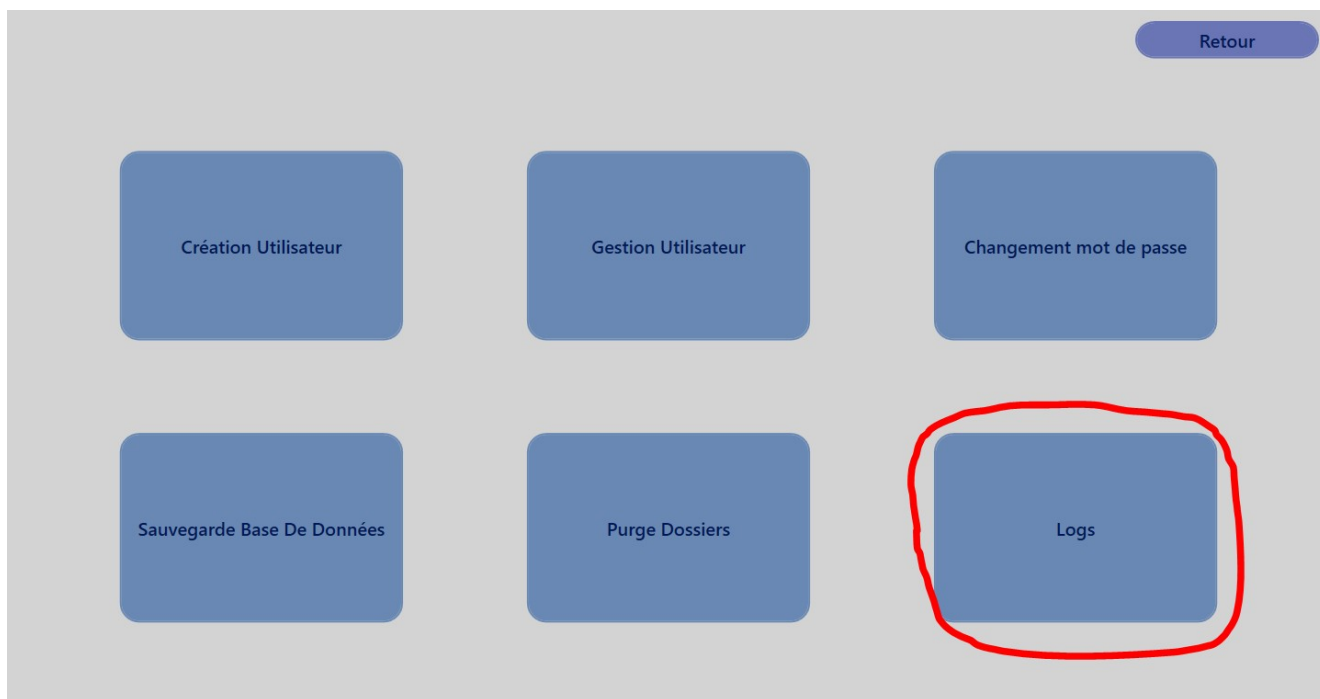 Retour
Création Utilisateur
Gestion Utilisateur
Changement mot de passe
Sauvegarde Base De Données
Purge Dossiers
Logs